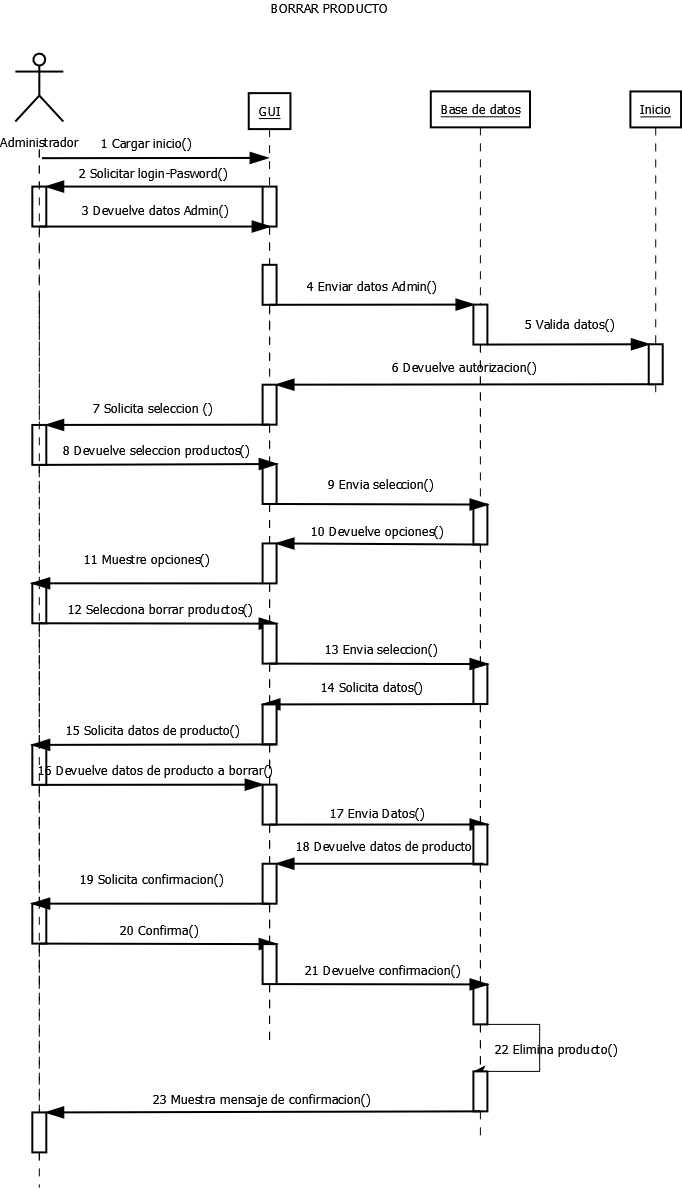 BORRAR PRODUCTO
GUI
Base de datos
Inicio
Administrador
1 Cargar inicio()
2 Solicitar login-Pasword()
3 Devuelve datos Admin()
4 Enviar datos Admin()
5 Valida datos()
6 Devuelve autorizacion()
7 Solicita seleccion ()
8 Devuelve seleccion productos()
9 Envia seleccion()
10 Devuelve opciones()
11 Muestre opciones()
12 Selecciona borrar productos()
13 Envia seleccion()
14 Solicita datos()
15 Solicita datos de producto()
16 Devuelve datos de producto a borrar()
17 Envia Datos()
18 Devuelve datos de producto
19 Solicita confirmacion()
20 Confirma()
21 Devuelve confirmacion()
22 Elimina producto()
23 Muestra mensaje de confirmacion()